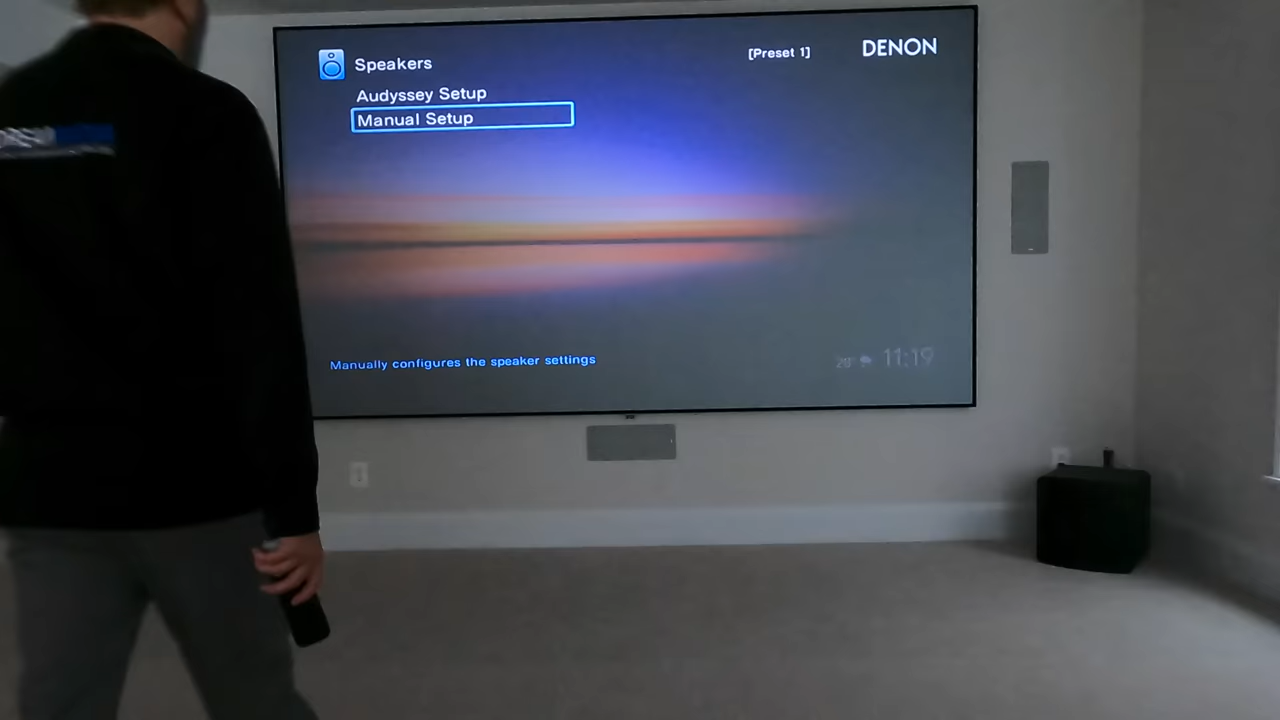 Speakers
[Preset 1]
DENON
Audyssey Setup
Manual Setup
Manually configures the speaker settings
11:19